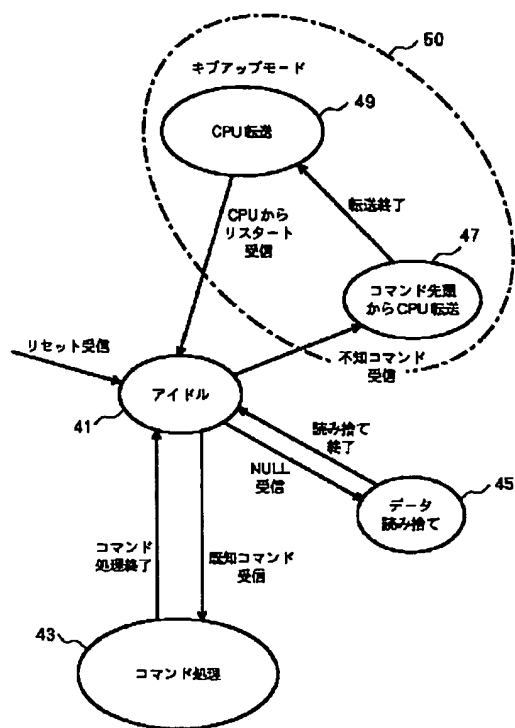 50
キブアップモード
49
CPU転送
転送終了
CPUから
リスタート
受信
47
コマンド先頭
からCPU転送
リセット受信
不知コマンド
受信
アイドル
41
読み捨て
終了
NULL
受信
45
データ
読み捨て
コマンド
処理終了
既知コマンド
受信
43
コマンド処理